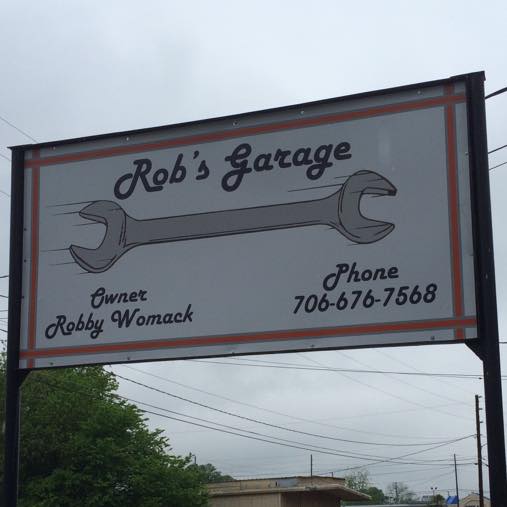 Rob's Garage
Owner
Robby Womack
Phone
706-676-7568